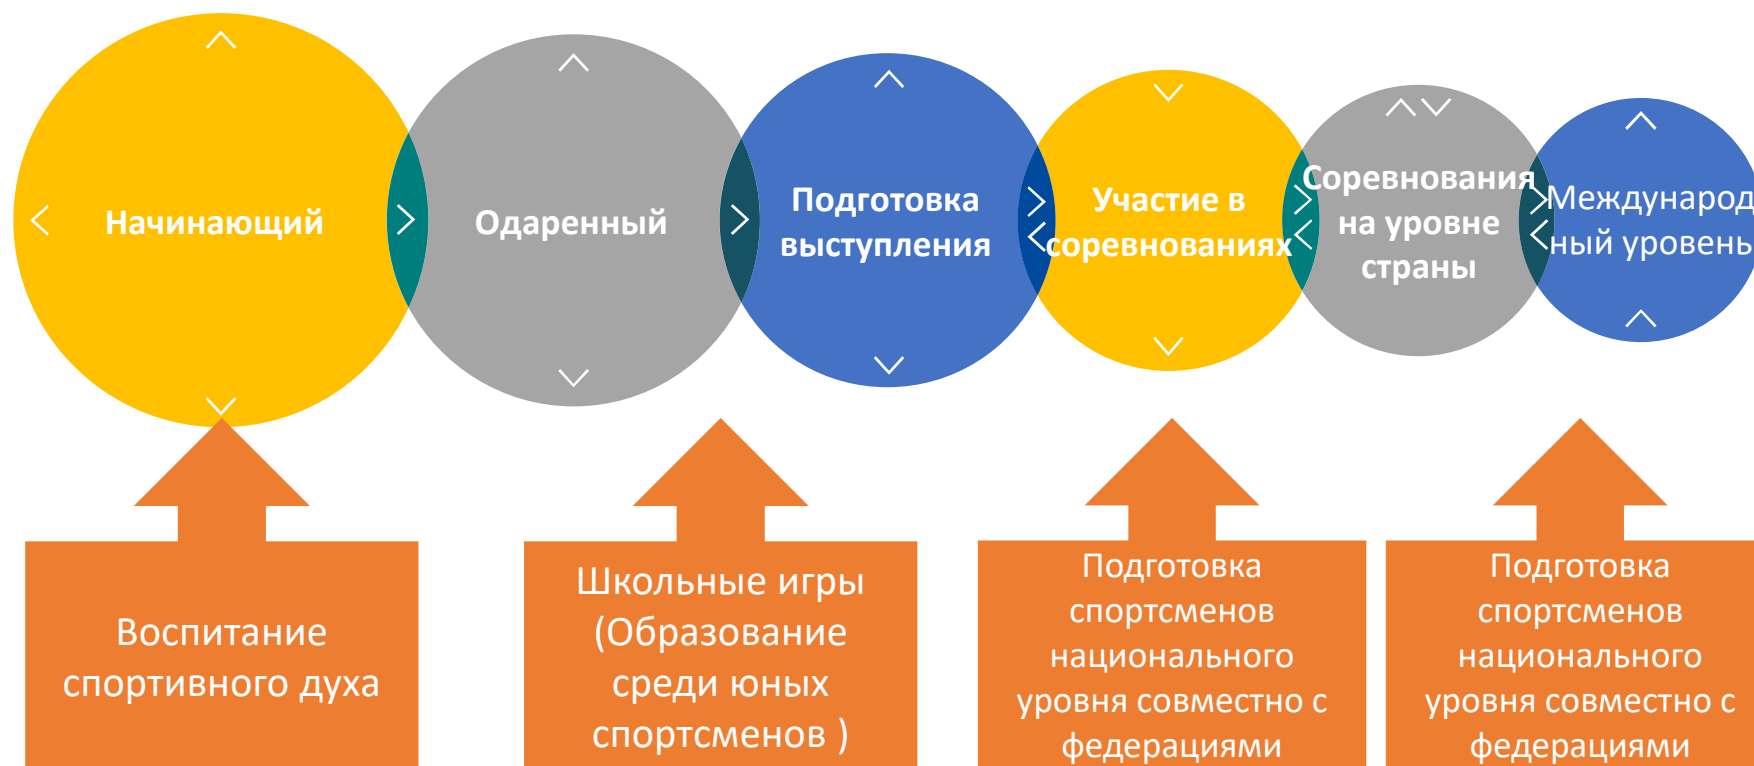 Начинающий
Одаренный
Подготовка
выступления
Участие в
соревнованиях
Соревнования
на уровне
страны
Международ
ный уровень
Воспитание
спортивного духа
Школьные игры
(Образование
среди юных
спортсменов )
Подготовка
спортсменов
национального
уровня совместно с
федерациями
Подготовка
спортсменов
национального
уровня совместно с
федерациями